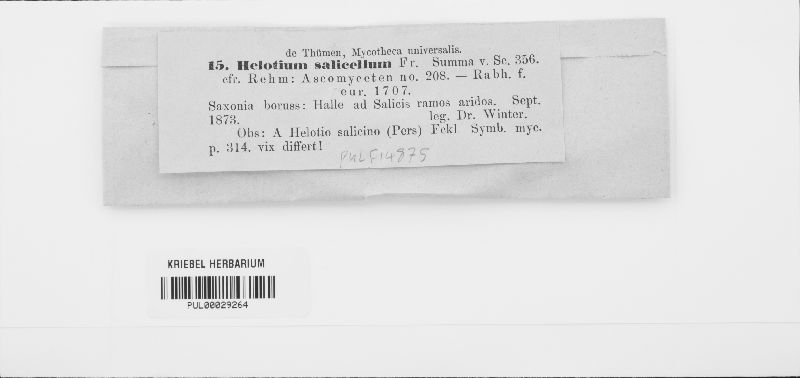 de Thümen, Mycotheca universalis.
15. Helotium salicellum Fr. Summa v. Sc. 356.
cfr. Rehm: Ascomyceten no. 208. — Rabh. f.
eur. 1707.
Saxonia boruss: Halle ad Salicis ramos aridos. Sept.
1873. leg. Dr. Winter.
Obs: A Helotio salicino (Pers) Fckl. Symb. myc.
p. 314. vix differt!
PUL F14875
KRIEBEL HERBARIUM
PUL00029264